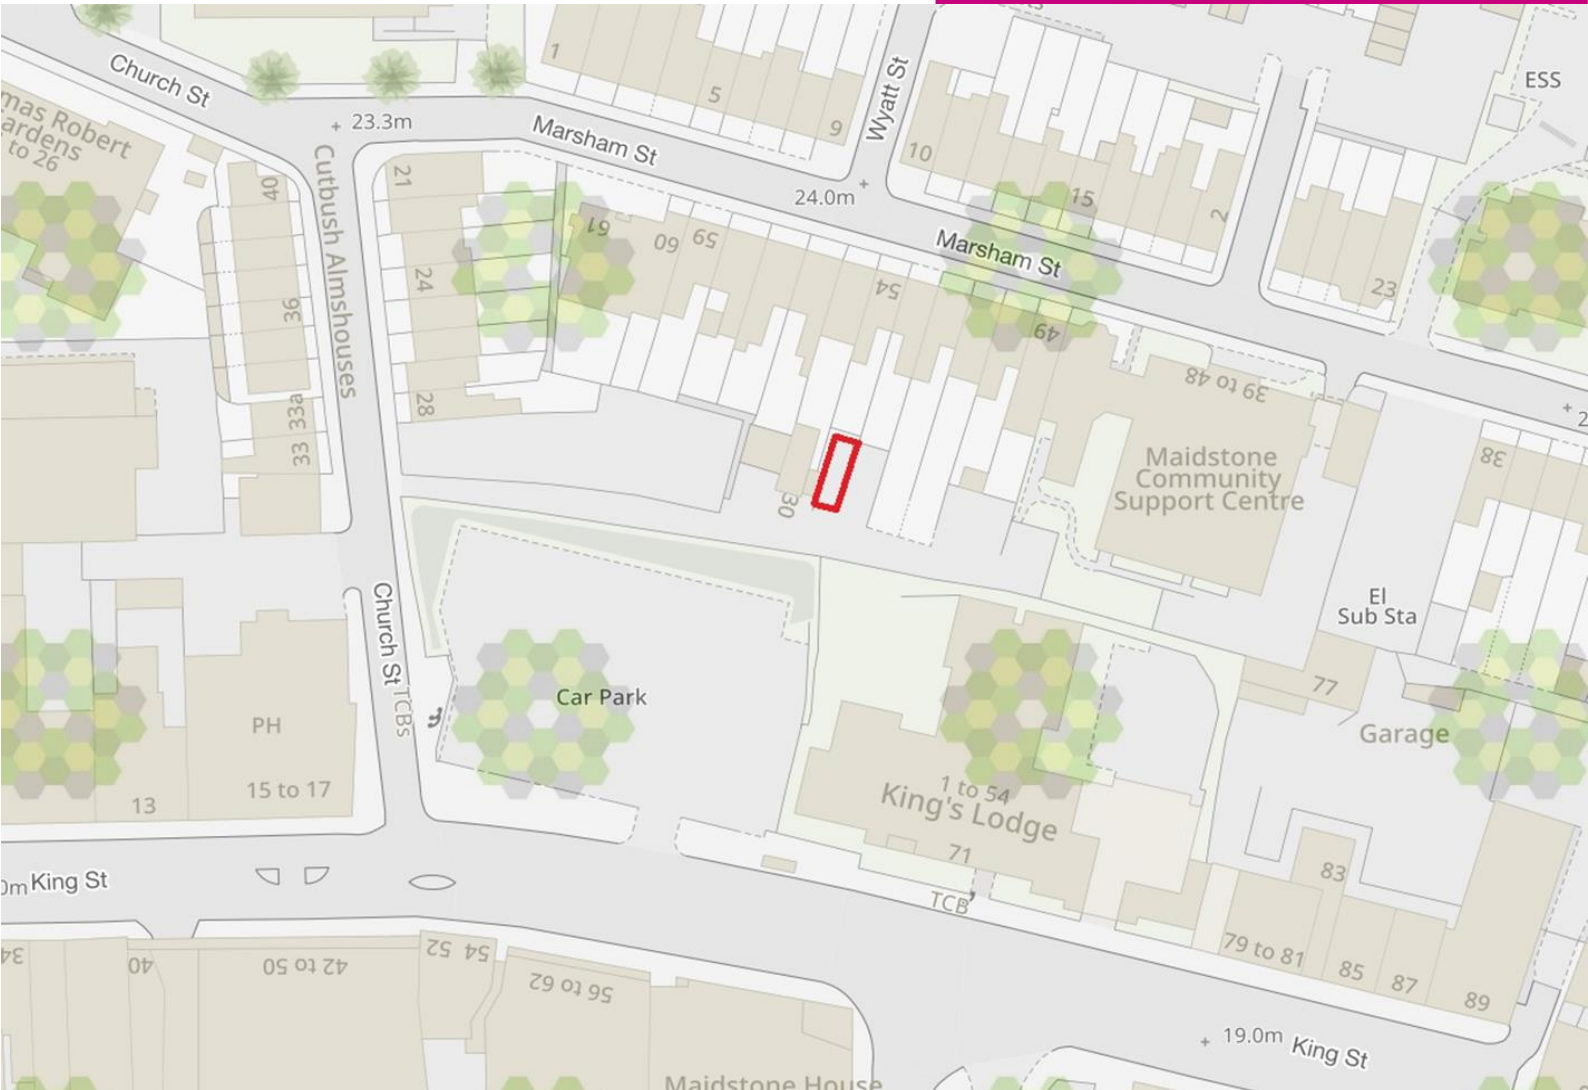 Church St
1
5
9
Wyatt St
ESS
mas Robert
ardens
to 26
23.3m
Marsham St
10
15
2
24.0m
40
Cutbush Almshouses
21
61
60
59
Marsham St
23
24
54
36
49
39 to 48
28
33 33a
30
Maidstone
Community
Support Centre
38
El
Sub Sta
Church St
TCBs
Car Park
77
Garage
PH
15 to 17
13
1 to 54
King's Lodge
71
83
0m
King St
TCB
79 to 81
85
87
89
34
40
42 to 50
52
54
56 to 62
19.0m
King St
Maidstone House